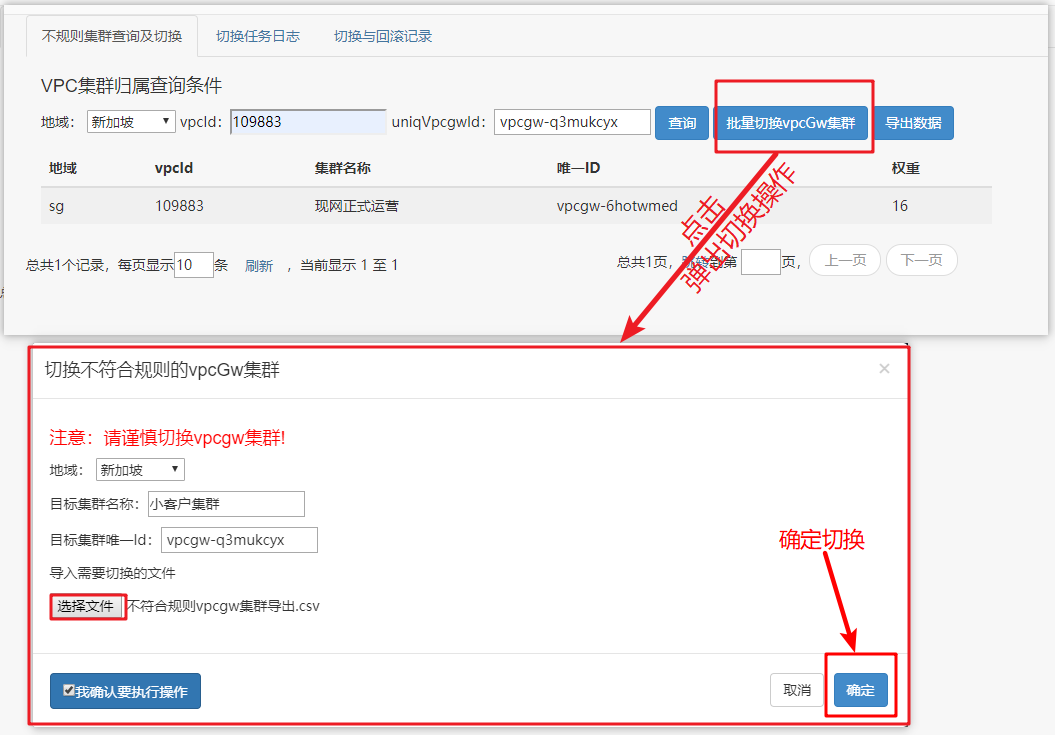 不规则集群查询及切换 切换任务日志 切换与回滚记录
VPC集群归属查询条件
地域: 新加坡 vpcId: 109883 uniqVpcgwId: vpcgw-q3mukcyx 查询 批量切换vpcGw集群 导出数据
地域 vpcId 集群名称 唯一ID 权重
sg 109883 现网正式运营 vpcgw-6hotwmed 16
总共1个记录，每页显示 10 条 刷新 ，当前显示 1 至 1 总共1页，跳转到第 页， 上一页 下一页
点击
弹出切换操作
切换不符合规则的vpcGw集群 ×
注意：请谨慎切换vpcgw集群!
地域: 新加坡
目标集群名称: 小客户集群
目标集群唯一Id: vpcgw-q3mukcyx
确定切换
导入需要切换的文件
选择文件 不符合规则vpcgw集群导出.csv
我确认要执行操作 取消 确定